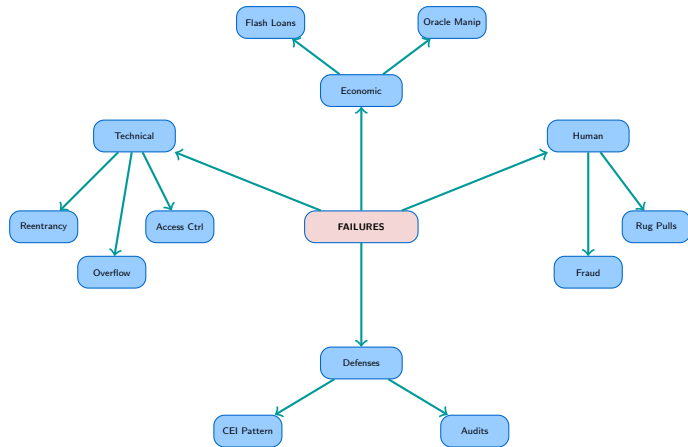 Flash Loans
Oracle Manip
Economic
Technical
Human
Reentrancy
Access Ctrl
FAILURES
Rug Pulls
Overflow
Fraud
Defenses
CEI Pattern
Audits